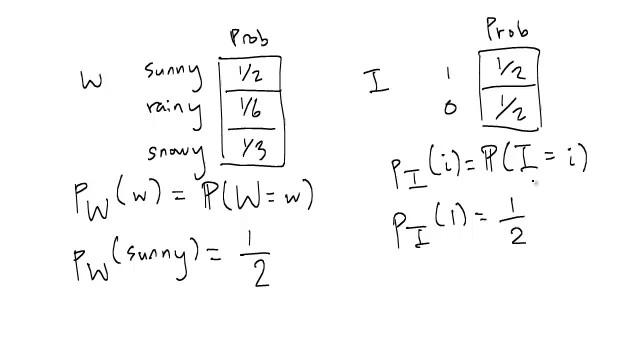 Prob
W sunny 1/2
rainy 1/6
snowy 1/3
P_W(w) = ℙ(W = w)
P_W(sunny) = 1/2
Prob
I 1 1/2
0 1/2
P_I(i) = ℙ(I = i)
P_I(1) = 1/2